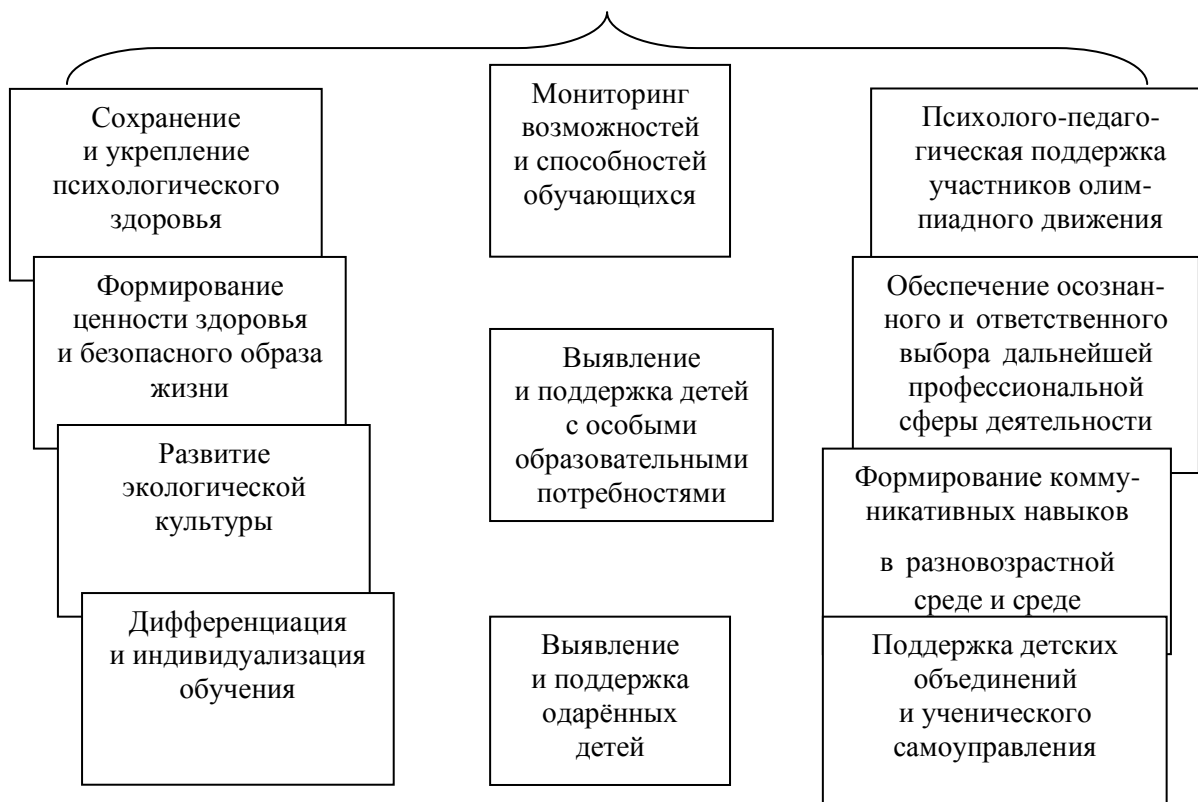 Сохранение
и укрепление
психологического
здоровья
Формирование
ценности здоровья
и безопасного образа
жизни
Развитие
экологической
культуры
Дифференциация
и индивидуализация
обучения
Мониторинг
возможностей
и способностей
обучающихся
Выявление
и поддержка детей
с особыми
образовательными
потребностями
Выявление
и поддержка
одарённых
детей
Психолого-педаго-
гическая поддержка
участников олим-
пиадного движения
Обеспечение осознан-
ного и ответственного
выбора дальнейшей
профессиональной
сферы деятельности
Формирование комму-
никативных навыков
в разновозрастной
среде и среде
Поддержка детских
объединений
и ученического
самоуправления